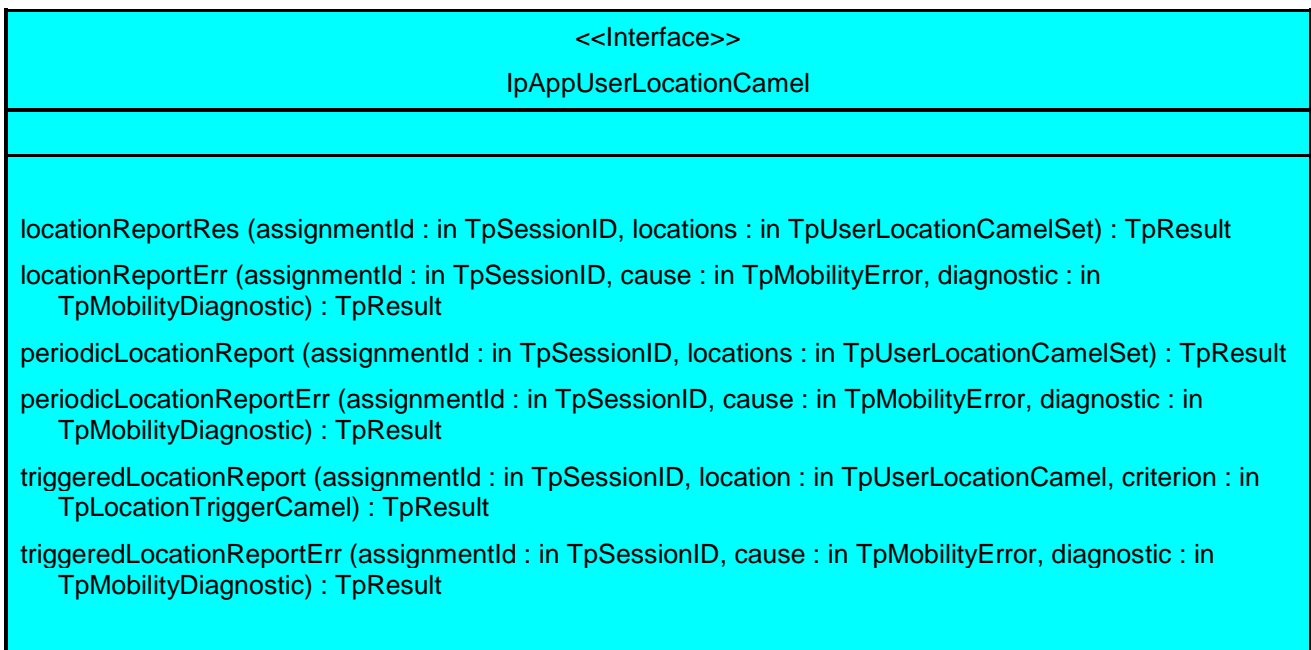 <<Interface>>
IpAppUserLocationCamel
locationReportRes (assignmentId : in TpSessionID, locations : in TpUserLocationCamelSet) : TpResult
locationReportErr (assignmentId : in TpSessionID, cause : in TpMobilityError, diagnostic : in
TpMobilityDiagnostic) : TpResult
periodicLocationReport (assignmentId : in TpSessionID, locations : in TpUserLocationCamelSet) : TpResult
periodicLocationReportErr (assignmentId : in TpSessionID, cause : in TpMobilityError, diagnostic : in
TpMobilityDiagnostic) : TpResult
triggeredLocationReport (assignmentId : in TpSessionID, location : in TpUserLocationCamel, criterion : in
TpLocationTriggerCamel) : TpResult
triggeredLocationReportErr (assignmentId : in TpSessionID, cause : in TpMobilityError, diagnostic : in
TpMobilityDiagnostic) : TpResult